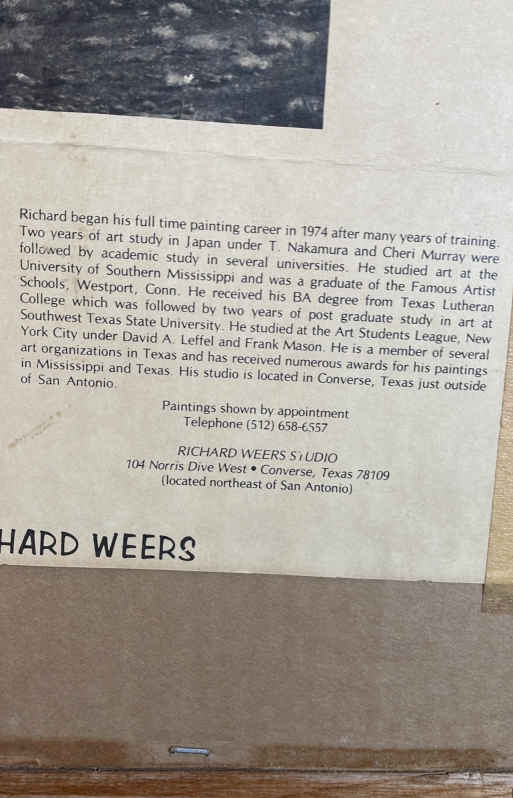 Richard began his full time painting career in 1974 after many years of training.
Two years of art study in Japan under T. Nakamura and Cheri Murray were
followed by academic study in several universities. He studied art at the
University of Southern Mississippi and was a graduate of the Famous Artist
Schools, Westport, Conn. He received his BA degree from Texas Lutheran
College which was followed by two years of post graduate study in art at
Southwest Texas State University. He studied at the Art Students League, New
York City under David A. Leffel and Frank Mason. He is a member of several
art organizations in Texas and has received numerous awards for his paintings
in Mississippi and Texas. His studio is located in Converse, Texas just outside
of San Antonio.
Paintings shown by appointment
Telephone (512) 658-6557
RICHARD WEERS STUDIO
104 Norris Dive West • Converse, Texas 78109
(located northeast of San Antonio)
HARD WEERS